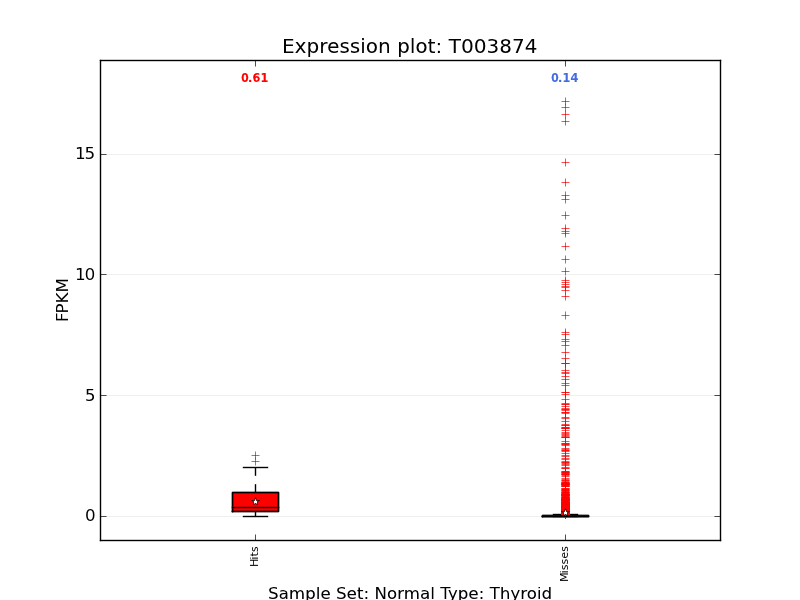 Expression plot: T003874
0.61
0.14
15
10
5
0
FPKM
Hits
Misses
Sample Set: Normal Type: Thyroid